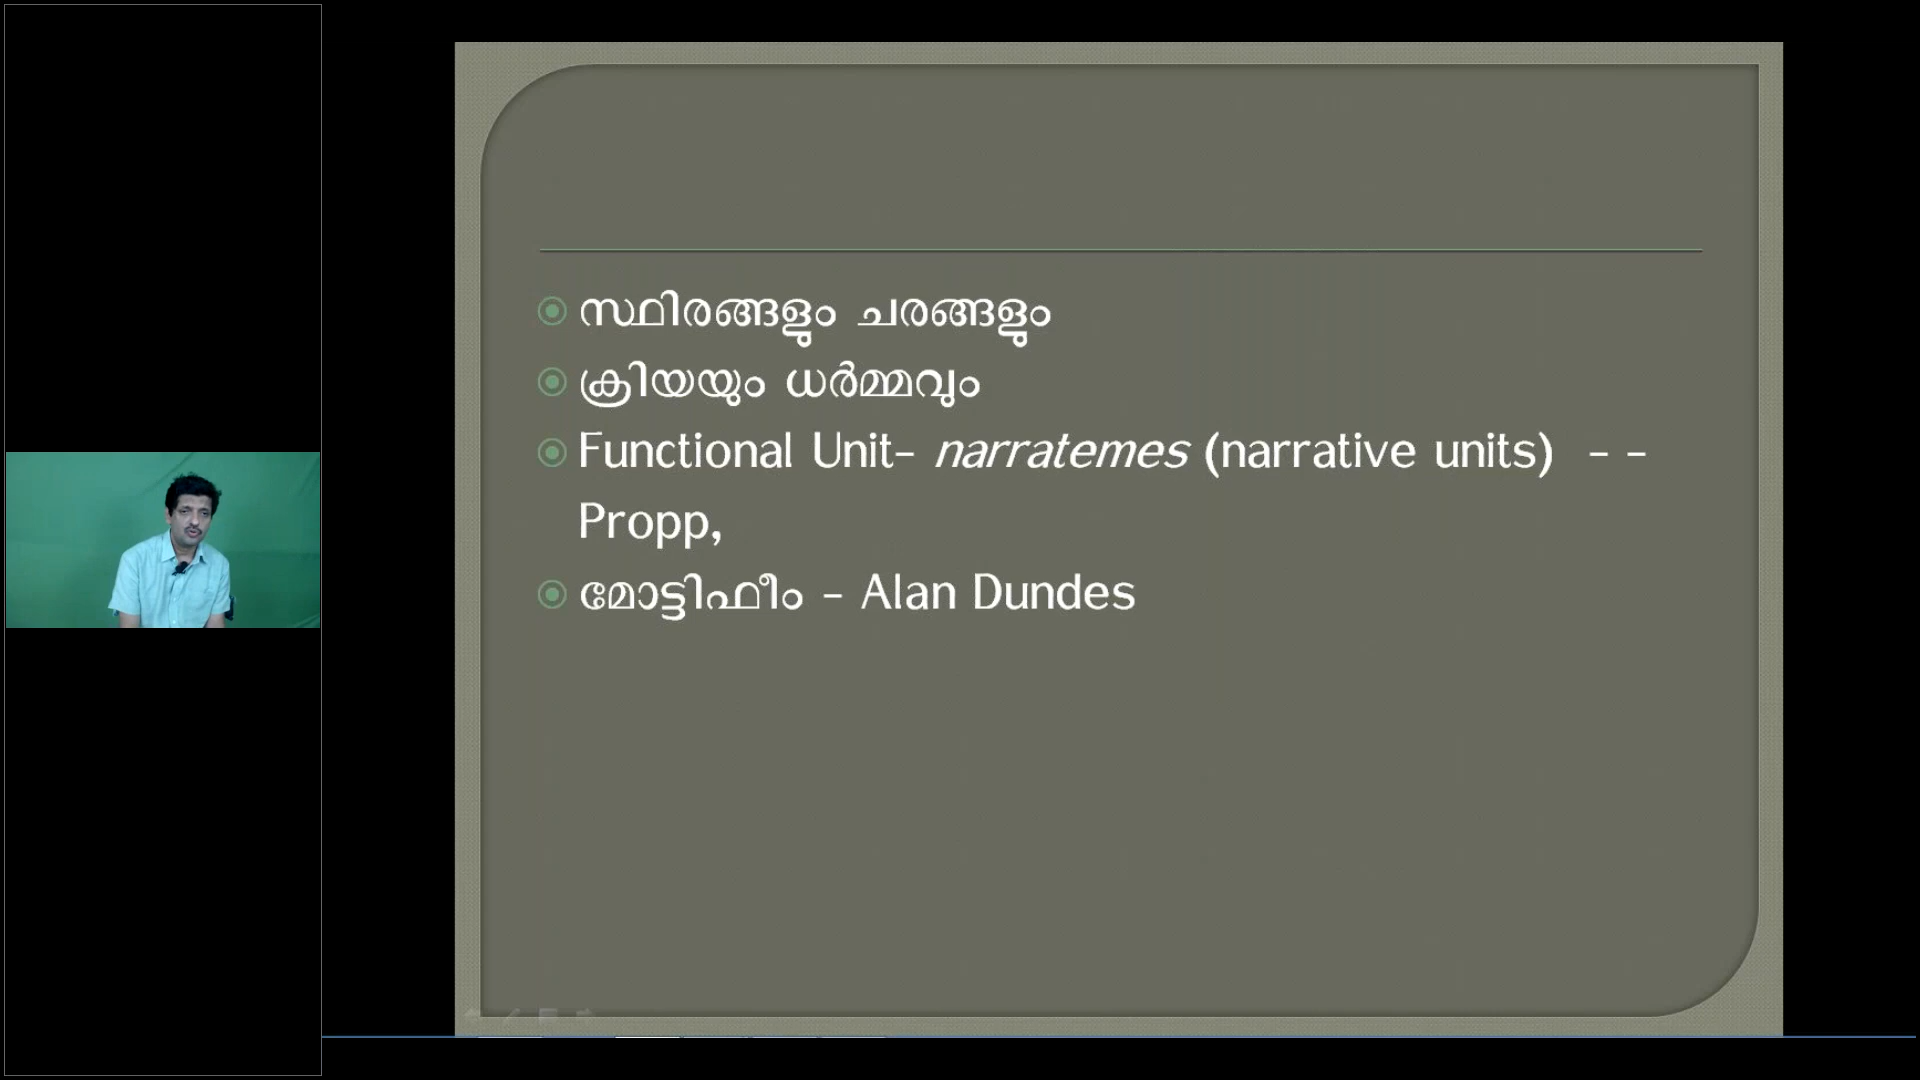 സ്ഥിരങ്ങളും ചരങ്ങളും
ക്രിയയും ധർമ്മവും
Functional Unit- narratemes (narrative units) - -
Propp,
മോട്ടിഫീം - Alan Dundes